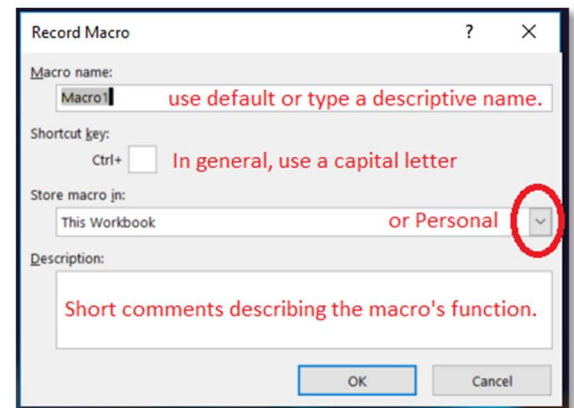 Record Macro ? ×
Macro name:
Macro1 use default or type a descriptive name.
Shortcut key:
Ctrl+ In general, use a capital letter
Store macro in:
This Workbook or Personal
Description:
Short comments describing the macro's function.
OK Cancel